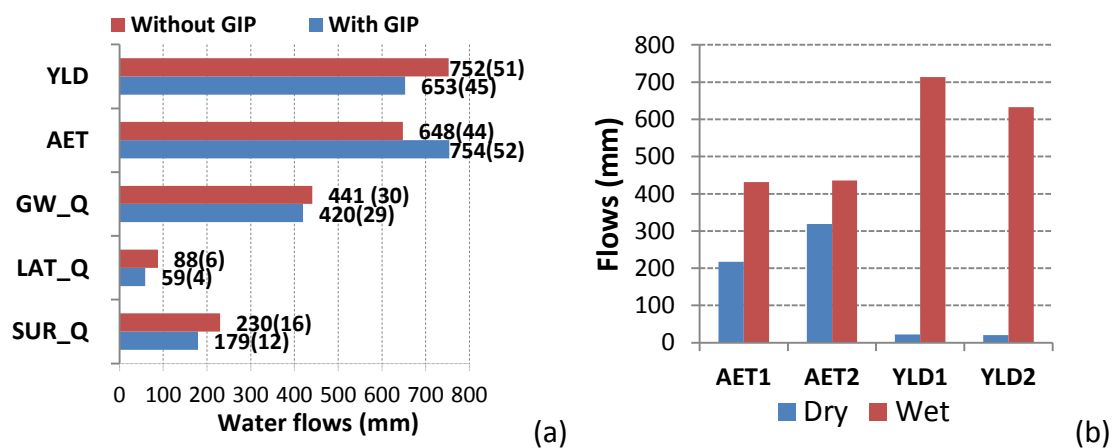 Without GIP With GIP
YLD
752(51)
653(45)
AET
648(44)
754(52)
GW_Q
441 (30)
420(29)
LAT_Q
88(6)
59(4)
SUR_Q
230(16)
179(12)
0 100 200 300 400 500 600 700 800
Water flows (mm)
(a)
800
700
600
500
400
300
200
100
0
Flows (mm)
AET1 AET2 YLD1 YLD2
Dry Wet
(b)